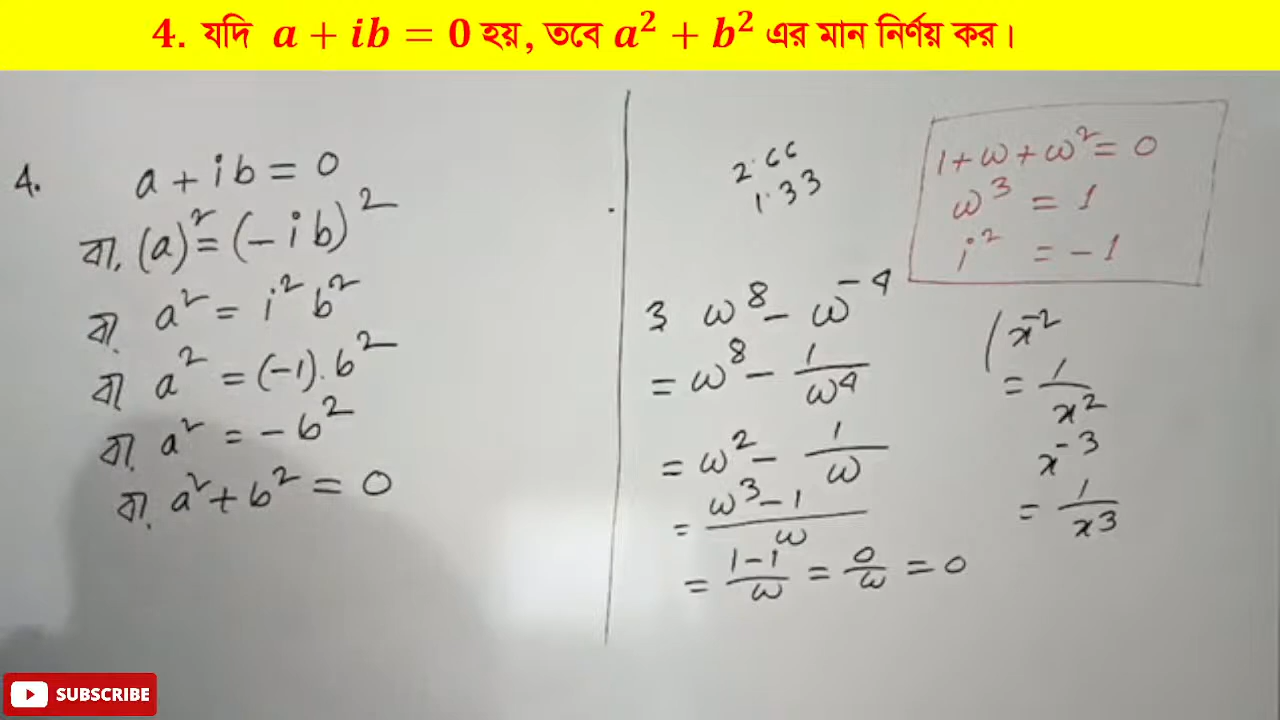 4. যদি a + ib = 0 হয়, তবে a² + b² এর মান নির্ণয় কর।
4. a + ib = 0
বা, (a)² = (-ib)²
বা, a² = i²b²
বা a² = (-1).b²
বা, a² = -b²
বা, a² + b² = 0
2.66
1.33
3 ω⁸ - ω⁻⁴
= ω⁸ - 1/ω⁴
= ω² - 1/ω
= (ω³ - 1)/ω
= (1-1)/ω = 0/ω = 0
1 + ω + ω² = 0
ω³ = 1
i² = -1
(x⁻²
= 1/x²
x⁻³
= 1/x³
SUBSCRIBE